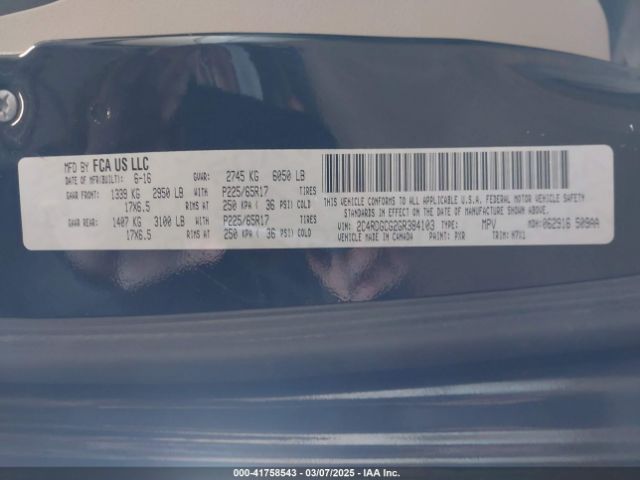 MFD BY FCA US LLC
DATE OF MFR(BUILT): 6-16 GVWR: 2745 KG 6050 LB
GAWR FRONT: 1339 KG 2950 LB WITH P225/65R17 TIRES
17X6.5 RIMS AT 250 KPA ( 36 PSI) COLD
GAWR REAR: 1407 KG 3100 LB WITH P225/65R17 TIRES
17X6.5 RIMS AT 250 KPA ( 36 PSI) COLD
THIS VEHICLE CONFORMS TO ALL APPLICABLE U.S.A. FEDERAL MOTOR VEHICLE SAFETY
STANDARDS IN EFFECT ON THE DATE OF MANUFACTURE SHOWN ABOVE.
VIN: 2C4RDGCG2GR384103 TYPE: MPV MDH: 062916 509AA
VEHICLE MADE IN CANADA PAINT: PXR TRIM: H7X1
000-41758543 - 03/07/2025 - IAA Inc.